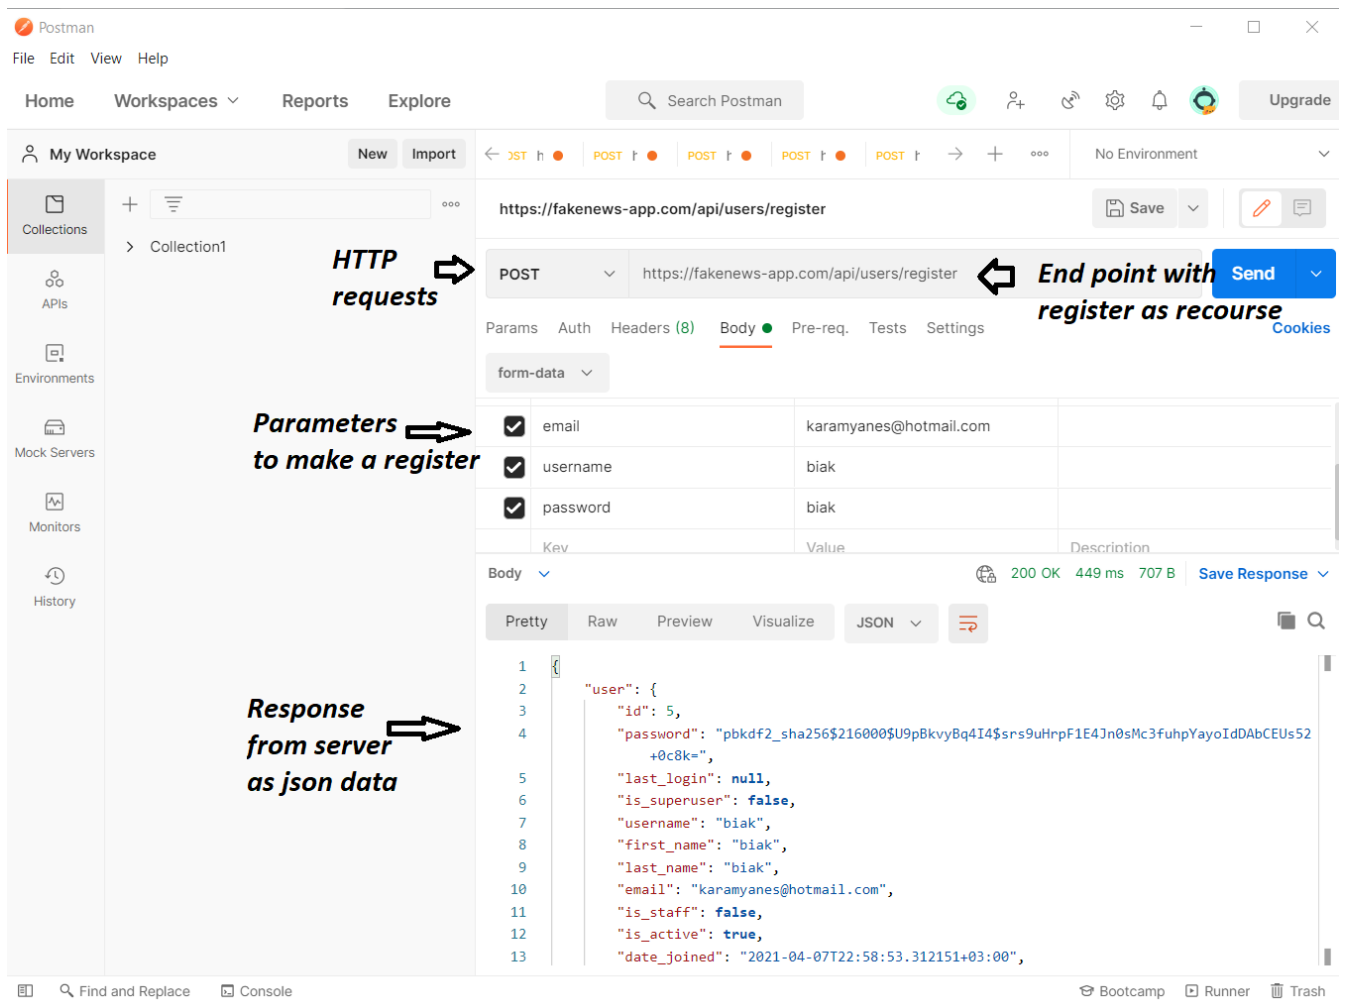 Postman
File Edit View Help
Home Workspaces Reports Explore Search Postman Upgrade
My Workspace New Import POST h POST h POST h POST h No Environment
Collections
https://fakenews-app.com/api/users/register Save
Collection1
HTTP
requests
POST https://fakenews-app.com/api/users/register Send
End point with
register as recourse
APIs
Params Auth Headers (8) Body Pre-req. Tests Settings Cookies
Environments
form-data
Parameters
to make a register
email karamyanes@hotmail.com
username biak
password biak
Key Value Description
Mock Servers
Monitors
History
Body 200 OK 449 ms 707 B Save Response
Pretty Raw Preview Visualize JSON
Response
from server
as json data
1 {
2 "user": {
3 "id": 5,
4 "password": "pbkdf2_sha256$216000$U9pBkvyBq4I4$srs9uHrpF1E4Jn0sMc3fuhpYayoIdDAbCEUs52
+0c8k=",
5 "last_login": null,
6 "is_superuser": false,
7 "username": "biak",
8 "first_name": "biak",
9 "last_name": "biak",
10 "email": "karamyanes@hotmail.com",
11 "is_staff": false,
12 "is_active": true,
13 "date_joined": "2021-04-07T22:58:53.312151+03:00",
Find and Replace Console Bootcamp Runner Trash